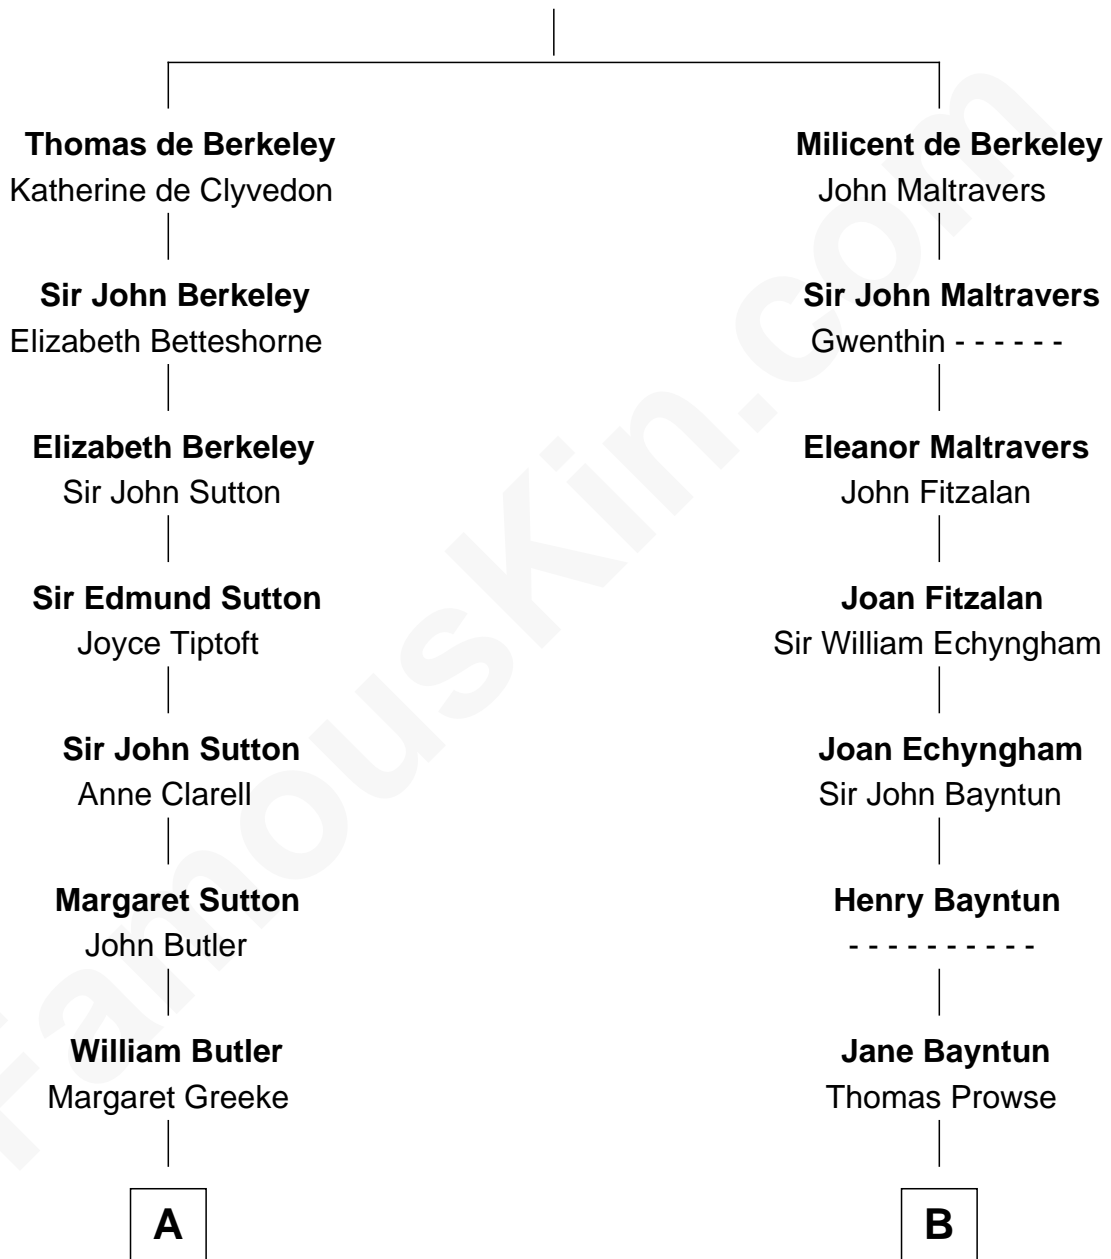 Thomas de Berkeley
Katherine de Clyvedon
Sir John Berkeley
Elizabeth Betteshorne
Elizabeth Berkeley
Sir John Sutton
Sir Edmund Sutton
Joyce Tiptoft
Sir John Sutton
Anne Clarell
Margaret Sutton
John Butler
William Butler
Margaret Greeke
A
Milicent de Berkeley
John Maltravers
Sir John Maltravers
Gwenthin - - - - - -
Eleanor Maltravers
John Fitzalan
Joan Fitzalan
Sir William Echyngham
Joan Echyngham
Sir John Bayntun
Henry Bayntun
- - - - - - - - - -
Jane Bayntun
Thomas Prowse
B
FamousKin.com